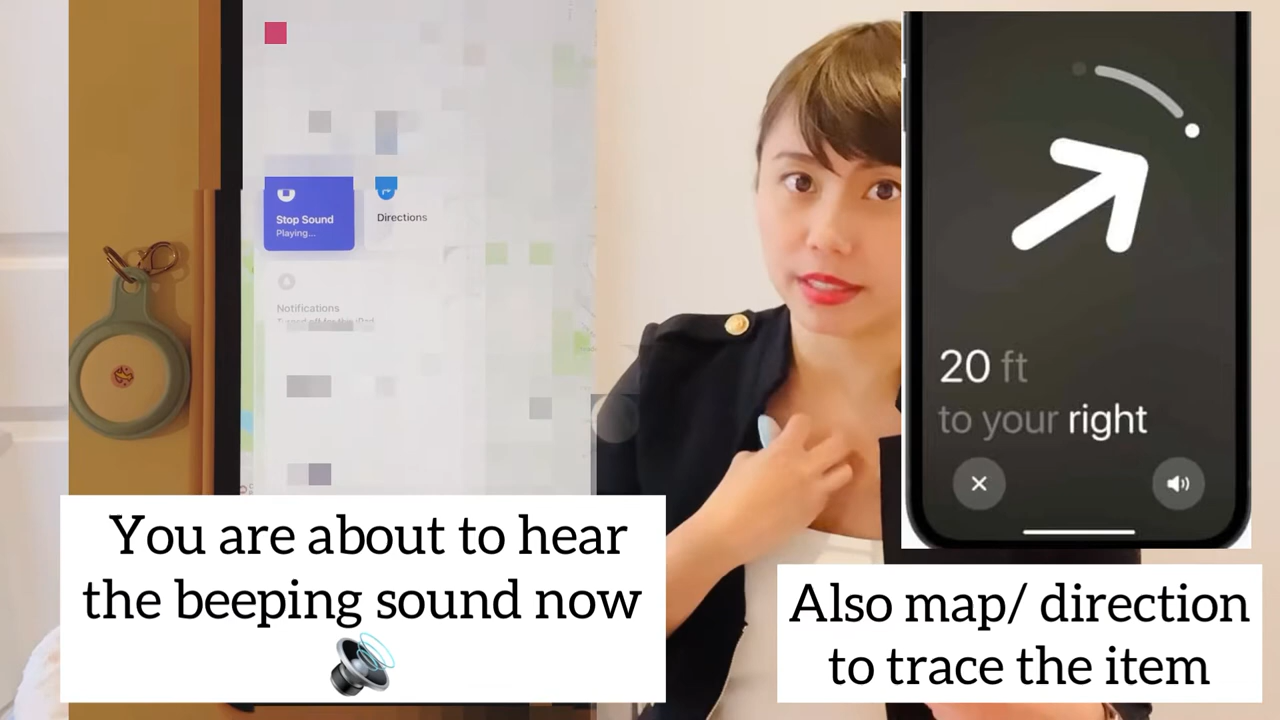 Stop Sound
Playing...
Directions
Notifications
You are about to hear
the beeping sound now
20 ft
to your right
Also map/ direction
to trace the item